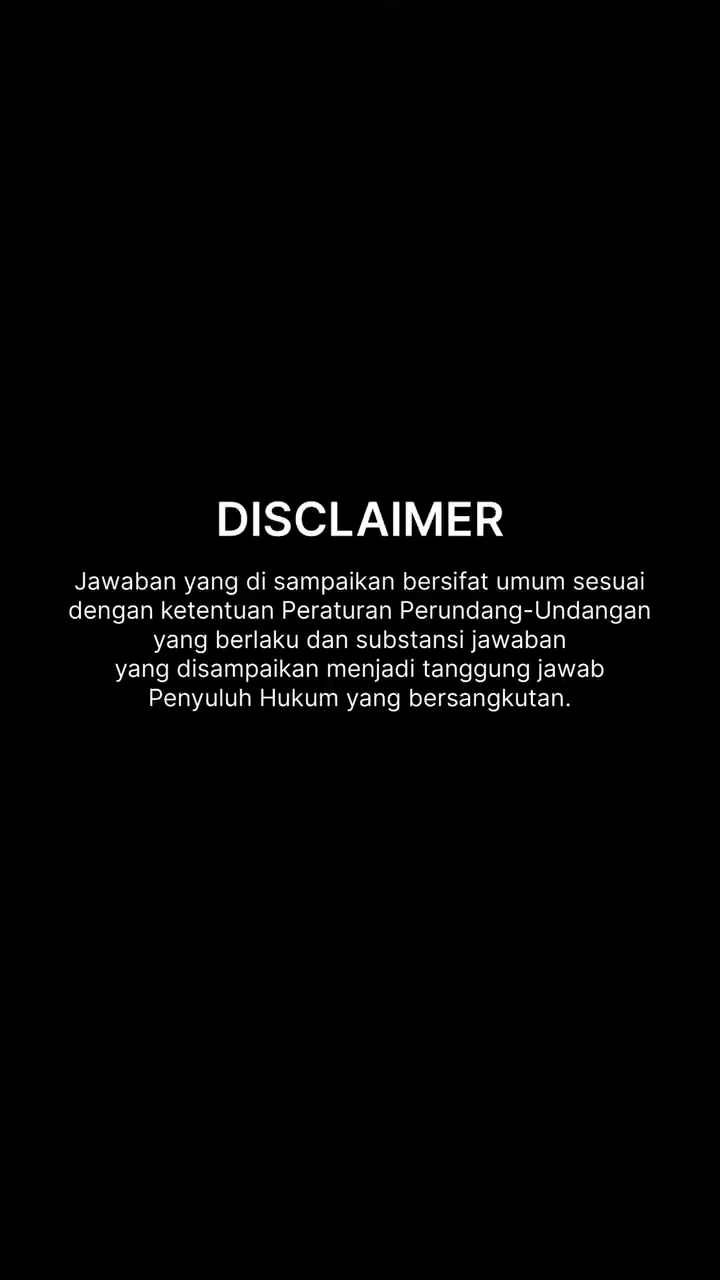 DISCLAIMER
Jawaban yang di sampaikan bersifat umum sesuai
dengan ketentuan Peraturan Perundang-Undangan
yang berlaku dan substansi jawaban
yang disampaikan menjadi tanggung jawab
Penyuluh Hukum yang bersangkutan.